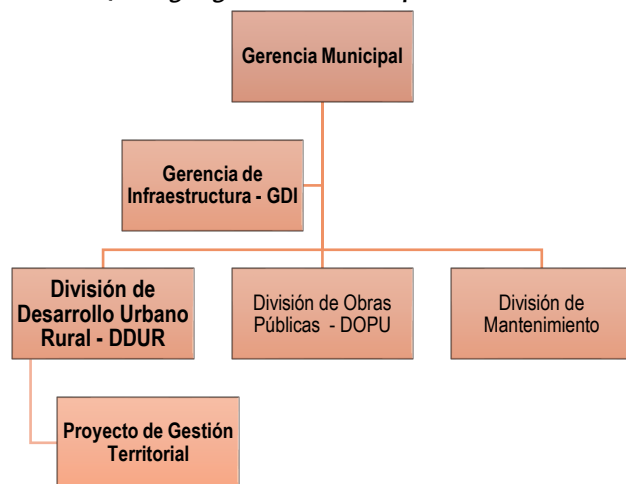 Gerencia Municipal
Gerencia de
Infraestructura - GDI
División de
Desarrollo Urbano
Rural - DDUR
División de Obras
Públicas - DOPU
División de
Mantenimiento
Proyecto de Gestión
Territorial